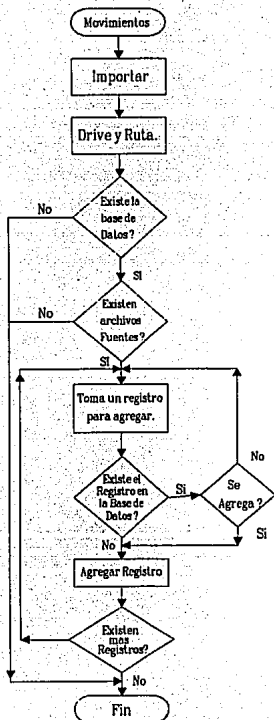 Movimientos
Importar
Drive y Ruta.
Existe la
base de
Datos?
No
Si
Existen
archivos
Fuentes?
No
Si
Toma un registro
para agregar.
Existe el
Registro en
la Base de
Datos?
Si
Se
Agrega?
No
Si
No
Agregar Registro
Existen
mas
Registros?
No
Fin